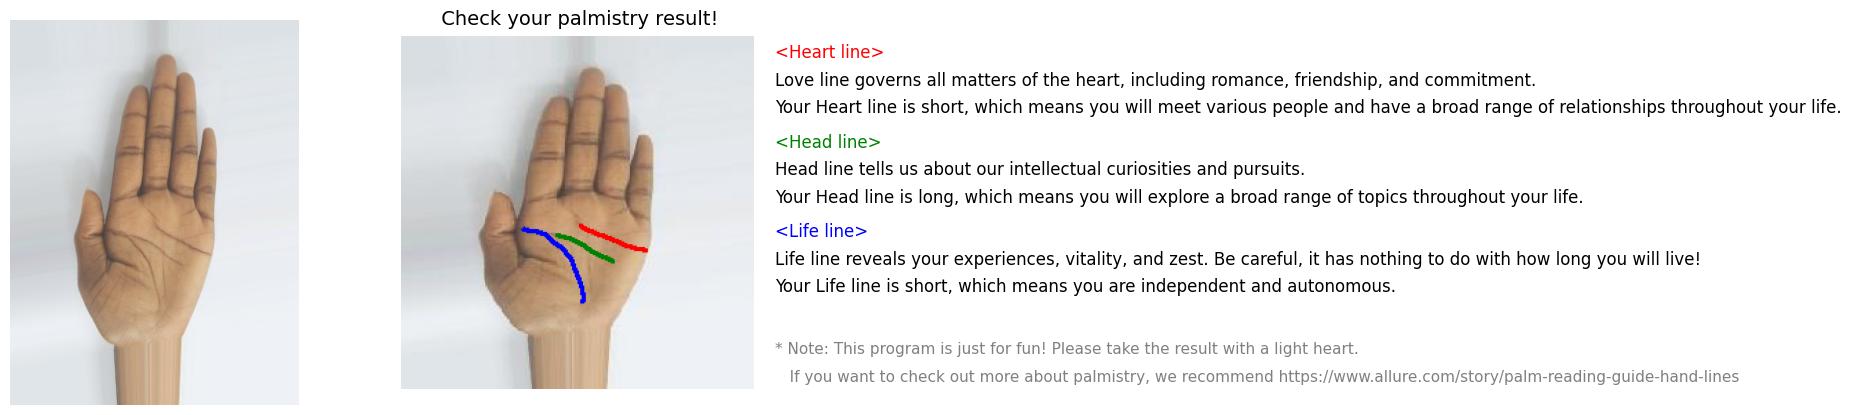 Check your palmistry result!
<Heart line>
Love line governs all matters of the heart, including romance, friendship, and commitment.
Your Heart line is short, which means you will meet various people and have a broad range of relationships throughout your life.
<Head line>
Head line tells us about our intellectual curiosities and pursuits.
Your Head line is long, which means you will explore a broad range of topics throughout your life.
<Life line>
Life line reveals your experiences, vitality, and zest. Be careful, it has nothing to do with how long you will live!
Your Life line is short, which means you are independent and autonomous.
* Note: This program is just for fun! Please take the result with a light heart.
If you want to check out more about palmistry, we recommend https://www.allure.com/story/palm-reading-guide-hand-lines